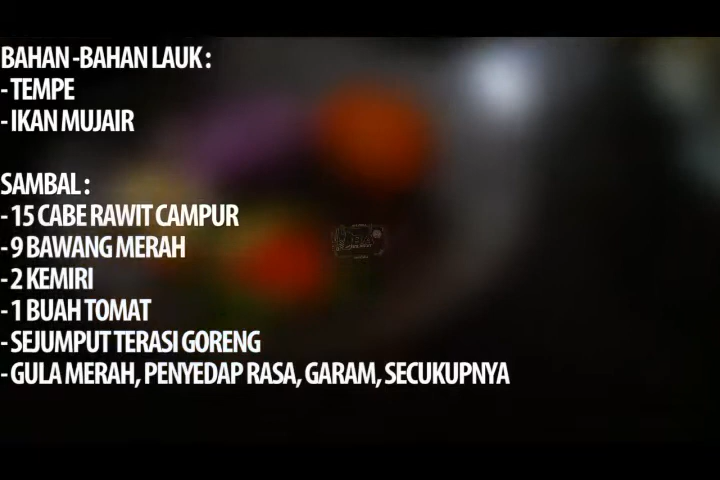 BAHAN -BAHAN LAUK :
- TEMPE
- IKAN MUJAIR
SAMBAL :
- 15 CABE RAWIT CAMPUR
- 9 BAWANG MERAH
- 2 KEMIRI
- 1 BUAH TOMAT
- SEJUMPUT TERASI GORENG
- GULA MERAH, PENYEDAP RASA, GARAM, SECUKUPNYA